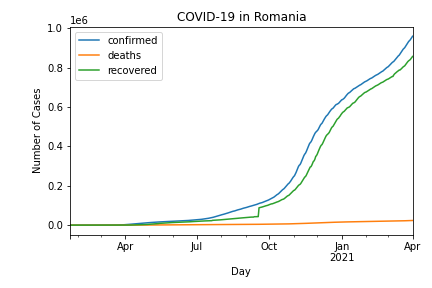 COVID-19 in Romania
1e6
confirmed
deaths
recovered
Number of Cases
1.0
0.8
0.6
0.4
0.2
0.0
Apr
Jul
Oct
Jan
2021
Apr
Day